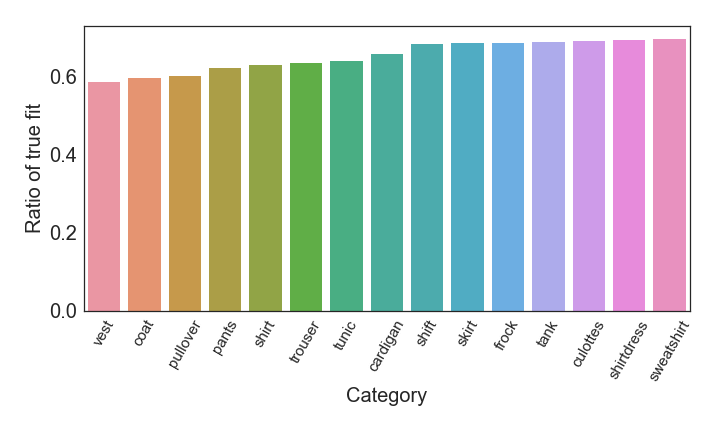 Ratio of true fit
0.6
0.4
0.2
0.0
vest
coat
pullover
pants
shirt
trouser
tunic
cardigan
shift
skirt
frock
tank
culottes
shirtdress
sweatshirt
Category